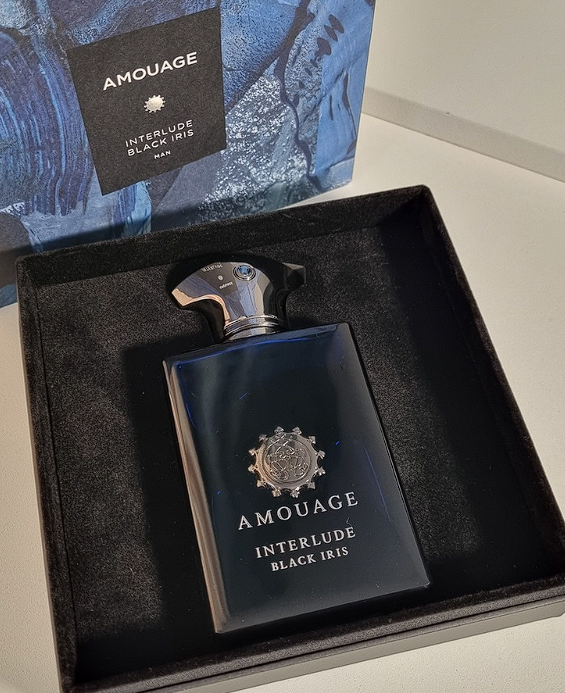 AMOUAGE
INTERLUDE
BLACK IRIS
MAN
AMOUAGE
INTERLUDE
BLACK IRIS